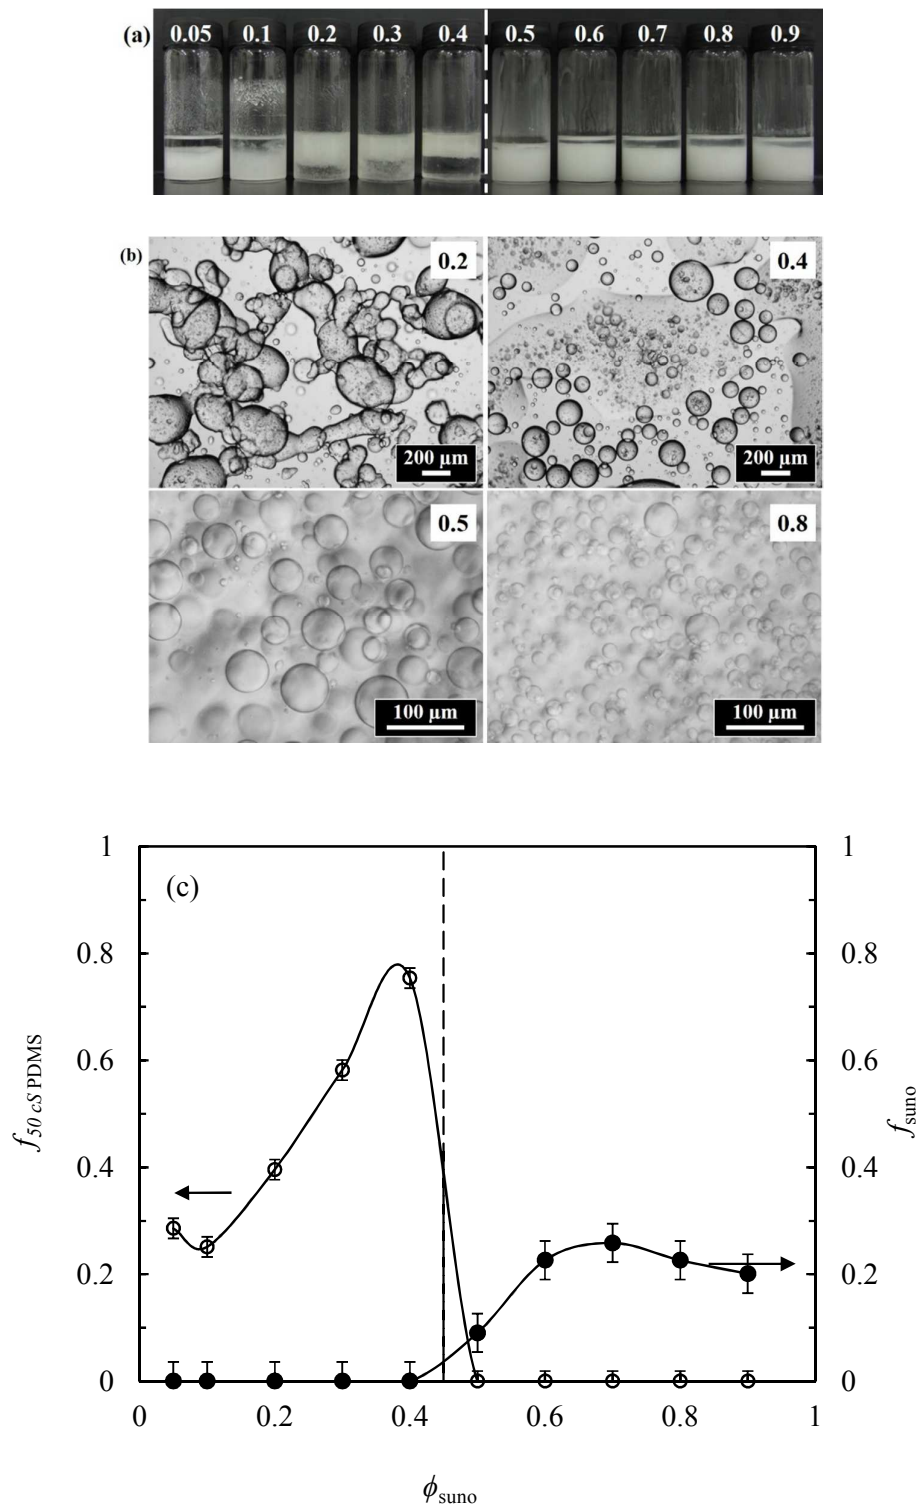 (a) 0.05 0.1 0.2 0.3 0.4 0.5 0.6 0.7 0.8 0.9
(b) 0.2 0.4
200 µm 200 µm
0.5 0.8
100 µm 100 µm
1 1
(c)
0.8 0.8
0.6 0.6
f50 cS PDMS
fsuno
0.4 0.4
0.2 0.2
0 0
0 0.2 0.4 0.6 0.8 1
ϕsuno